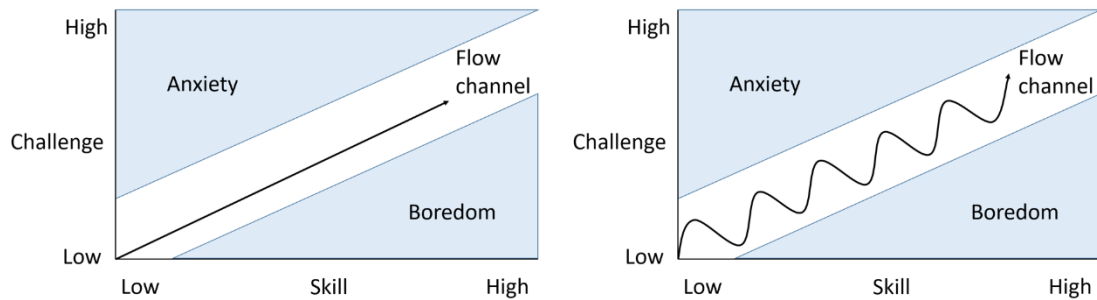 High
Anxiety
Flow
channel
Challenge
Boredom
Low
Low
Skill
High
High
Anxiety
Flow
channel
Challenge
Boredom
Low
Low
Skill
High